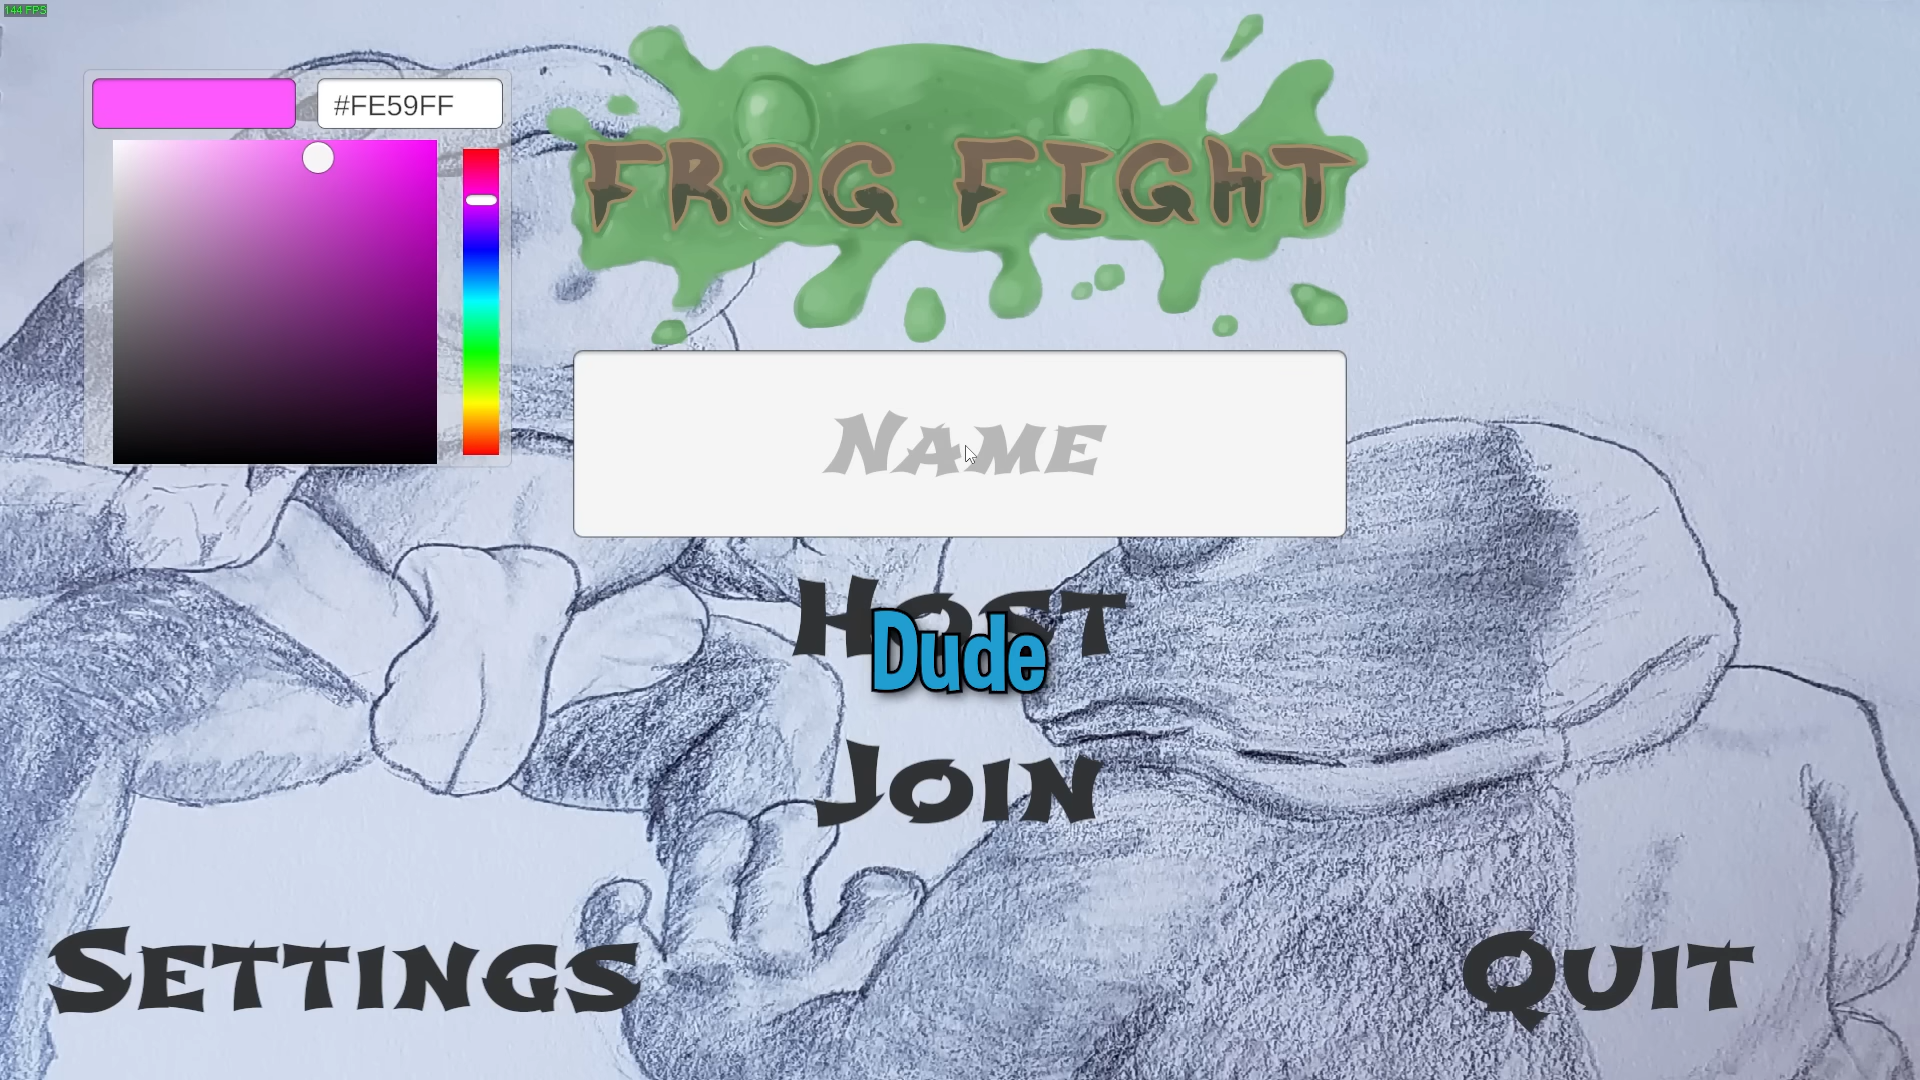 144 FPS
#FE59FF
FROG FIGHT
NAME
HOST
Dude
JOIN
SETTINGS
QUIT